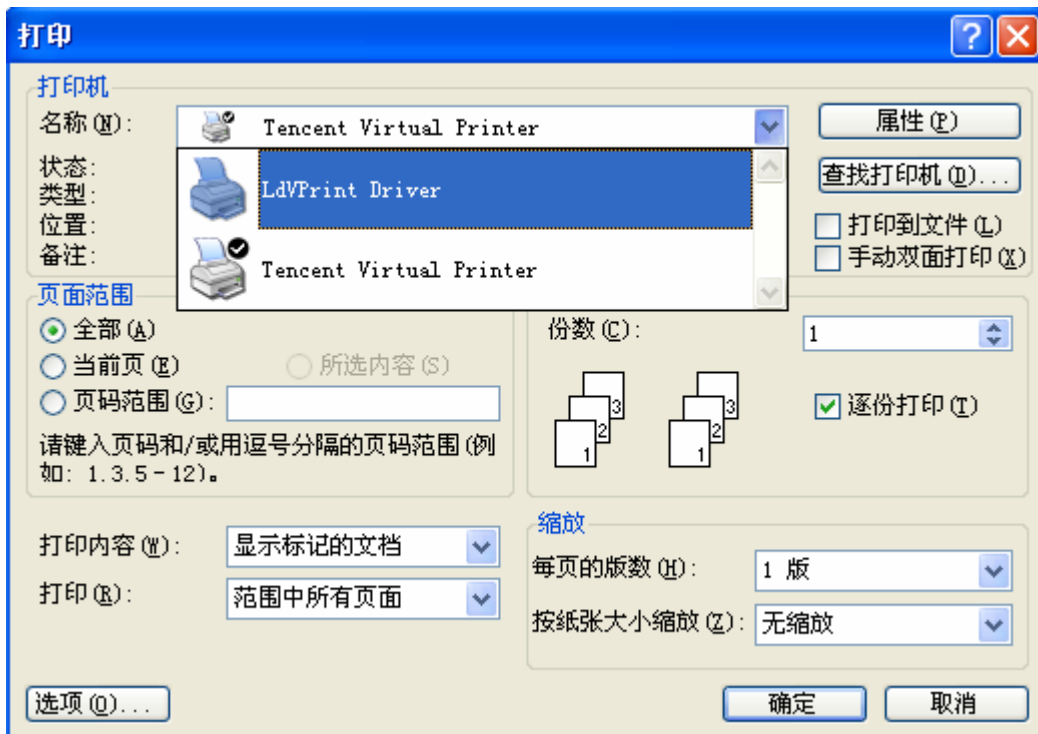 打印
打印机
名称(N): Tencent Virtual Printer 属性(P)
状态: LdVPrint Driver 查找打印机(D)...
类型:
位置: 打印到文件(L)
备注: Tencent Virtual Printer 手动双面打印(X)
页面范围
全部(A) 份数(C): 1
当前页(E) 所选内容(S)
页码范围(G): 逐份打印(T)
请键入页码和/或用逗号分隔的页码范围(例
如: 1.3.5-12)。
3 2 1 3 2 1
缩放
打印内容(W): 显示标记的文档 每页的版数(H): 1 版
打印(R): 范围中所有页面 按纸张大小缩放(Z): 无缩放
选项(O)... 确定 取消